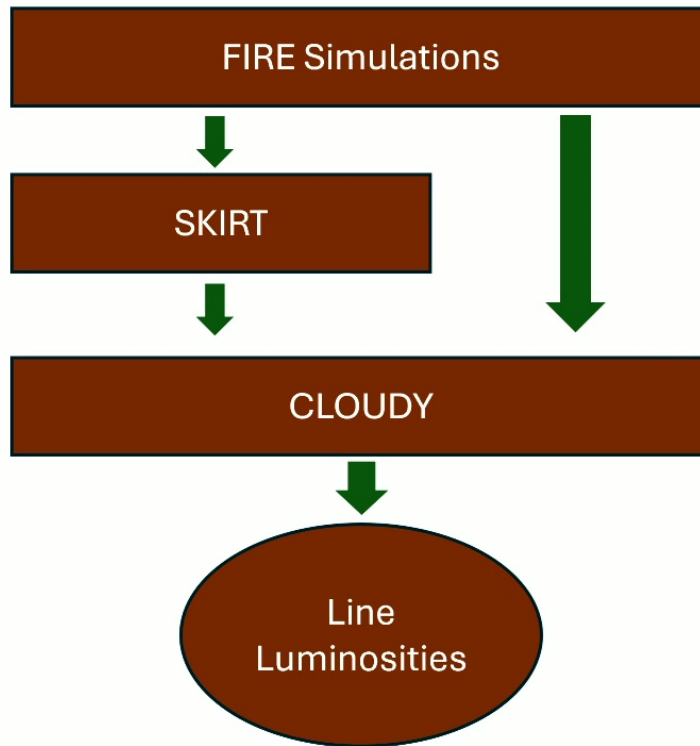 FIRE Simulations
SKIRT
CLOUDY
Line
Luminosities